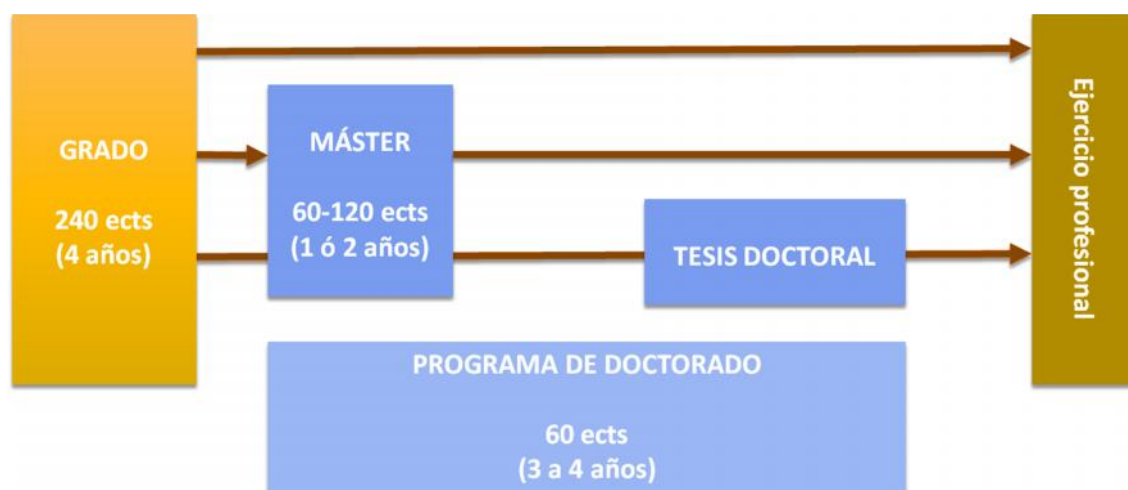 GRADO
240 ects
(4 años)
MÁSTER
60-120 ects
(1 ó 2 años)
TESIS DOCTORAL
PROGRAMA DE DOCTORADO
60 ects
(3 a 4 años)
Ejercicio profesional